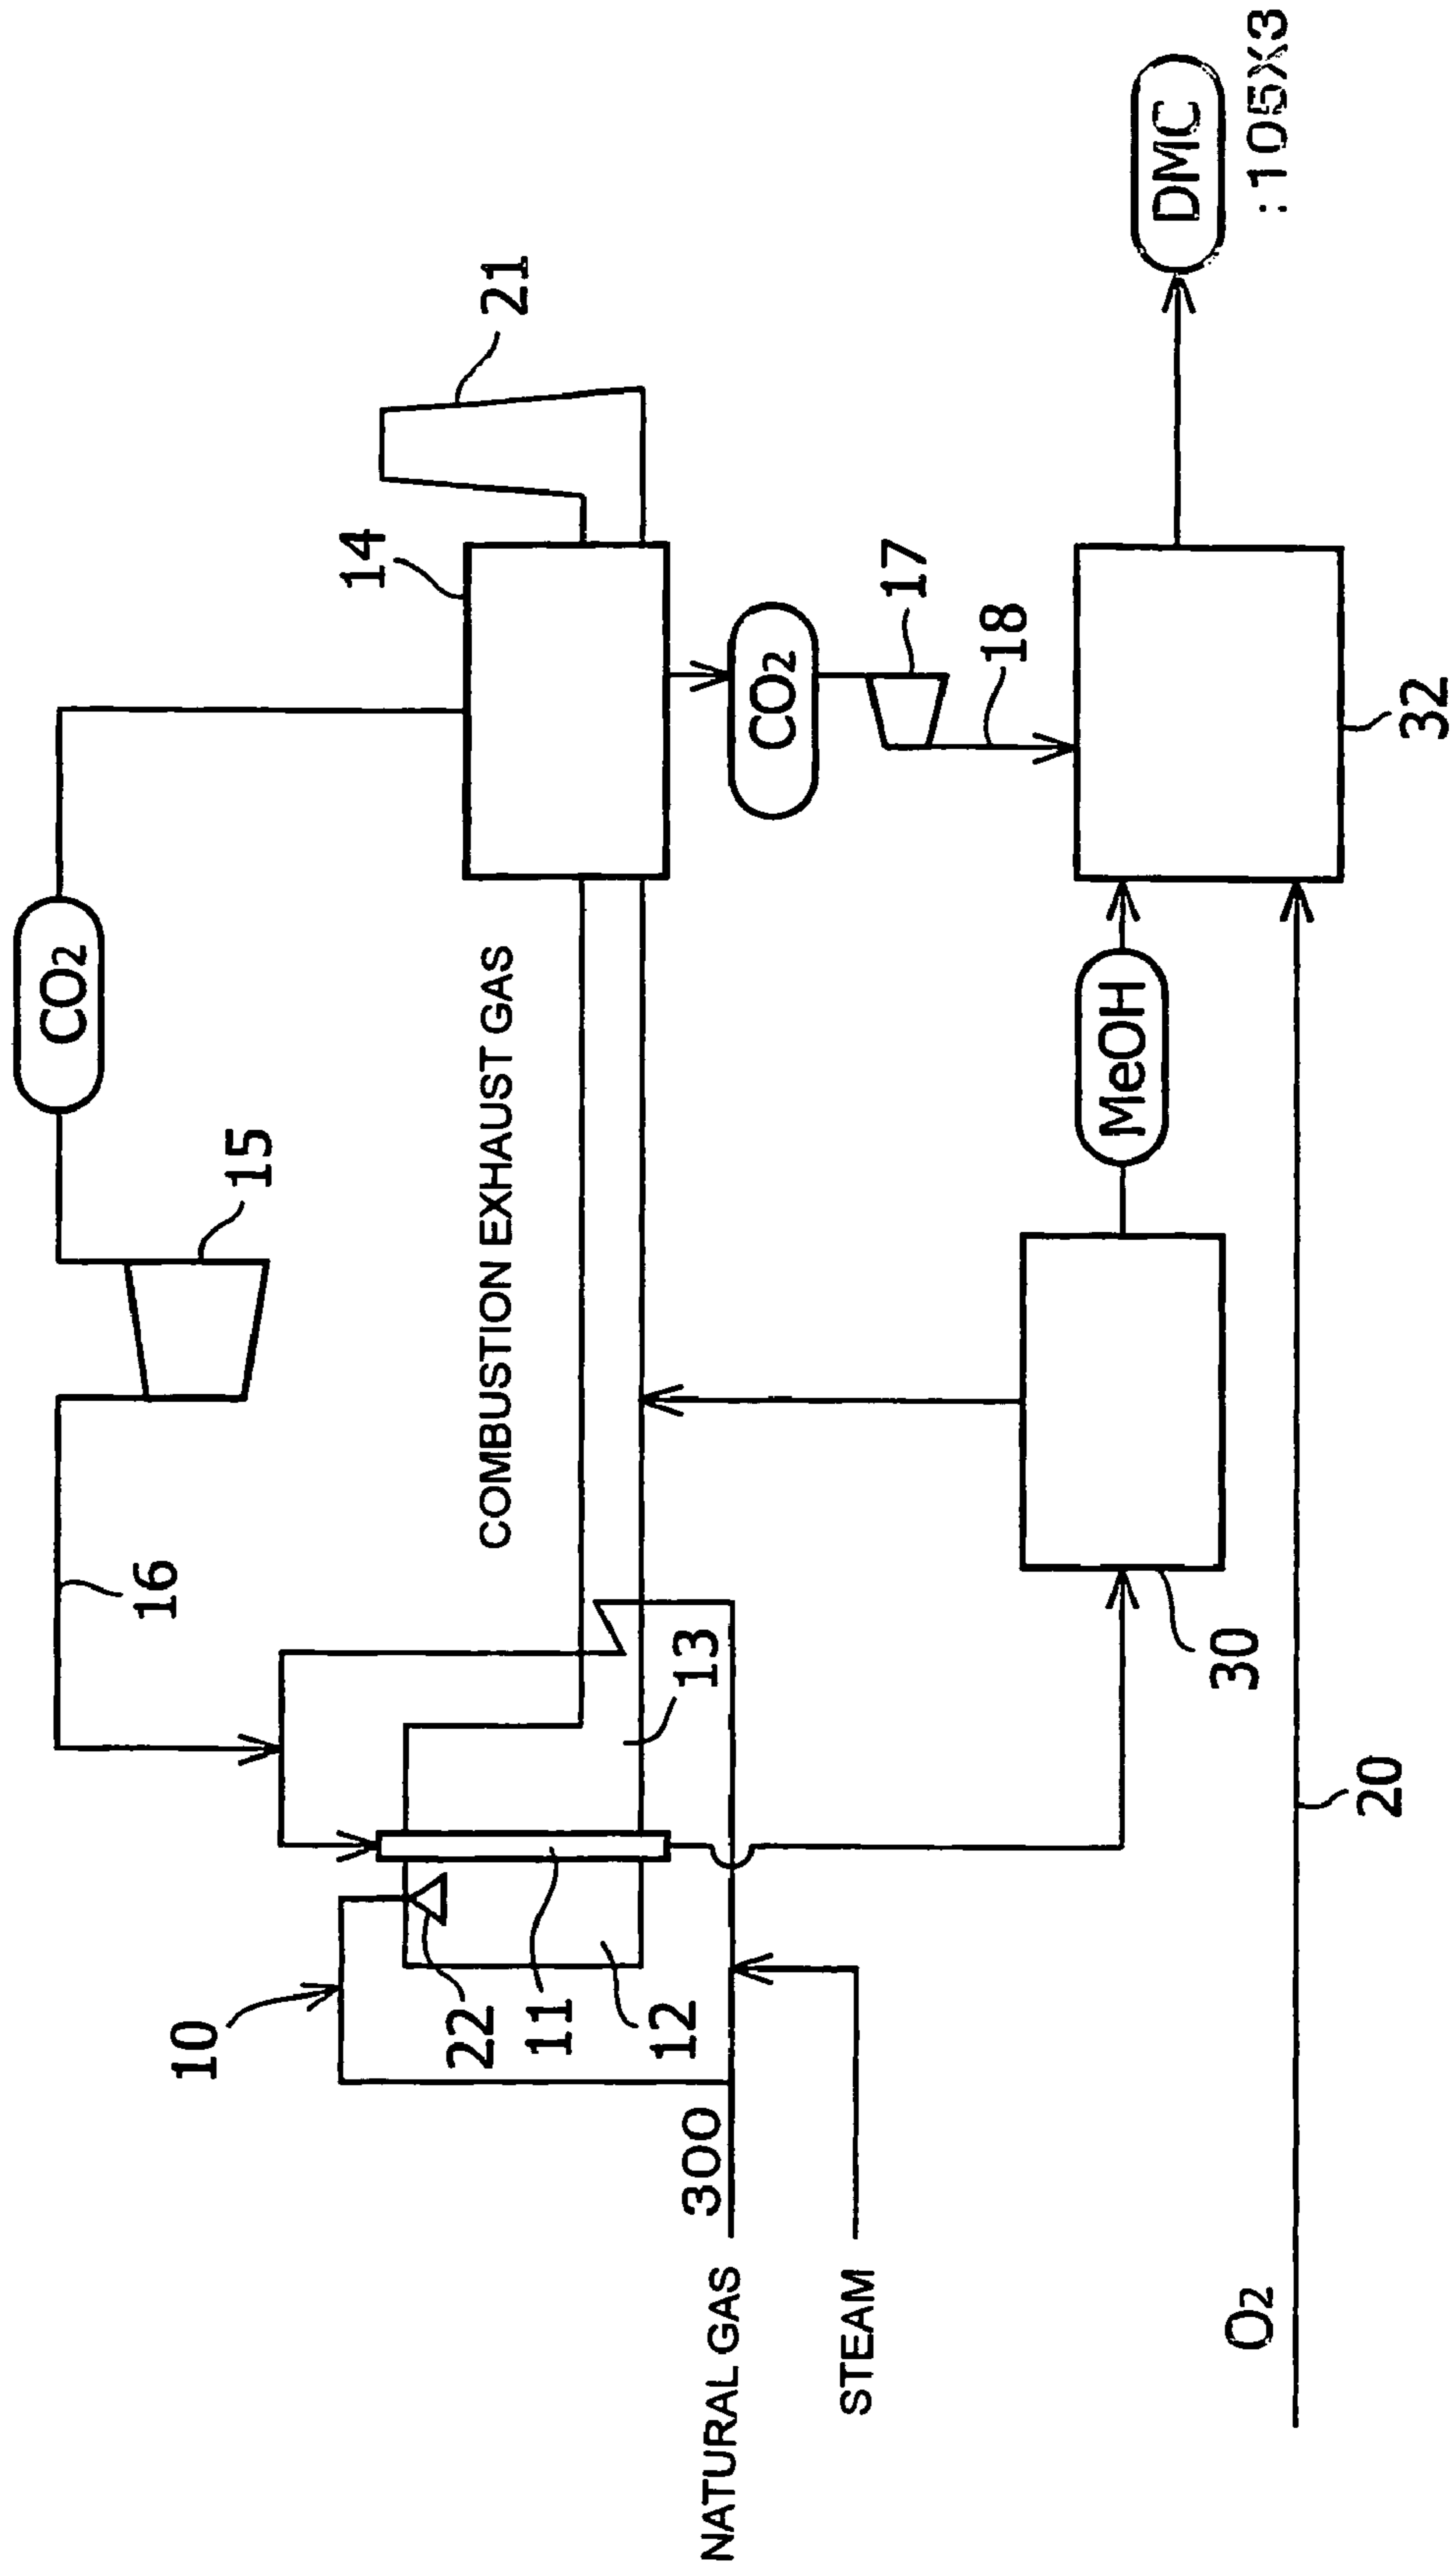 CO2
15
16
14
21
10
COMBUSTION EXHAUST GAS
22
11
12
13
CO2
17
18
NATURAL GAS 300
STEAM
30
MeOH
32
DMC
:105X3
O2
20